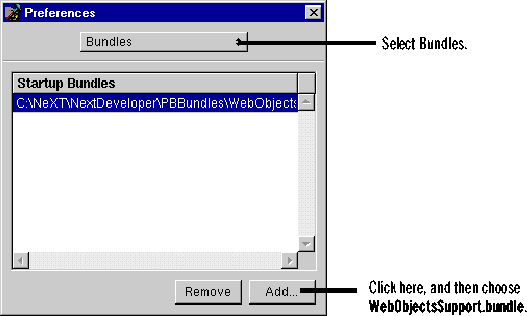 Preferences
Bundles
Select Bundles.
Startup Bundles
C:\NeXT\NextDeveloper\PBBundles\WebObjects
Remove
Add...
Click here, and then choose
WebObjectsSupport.bundle.